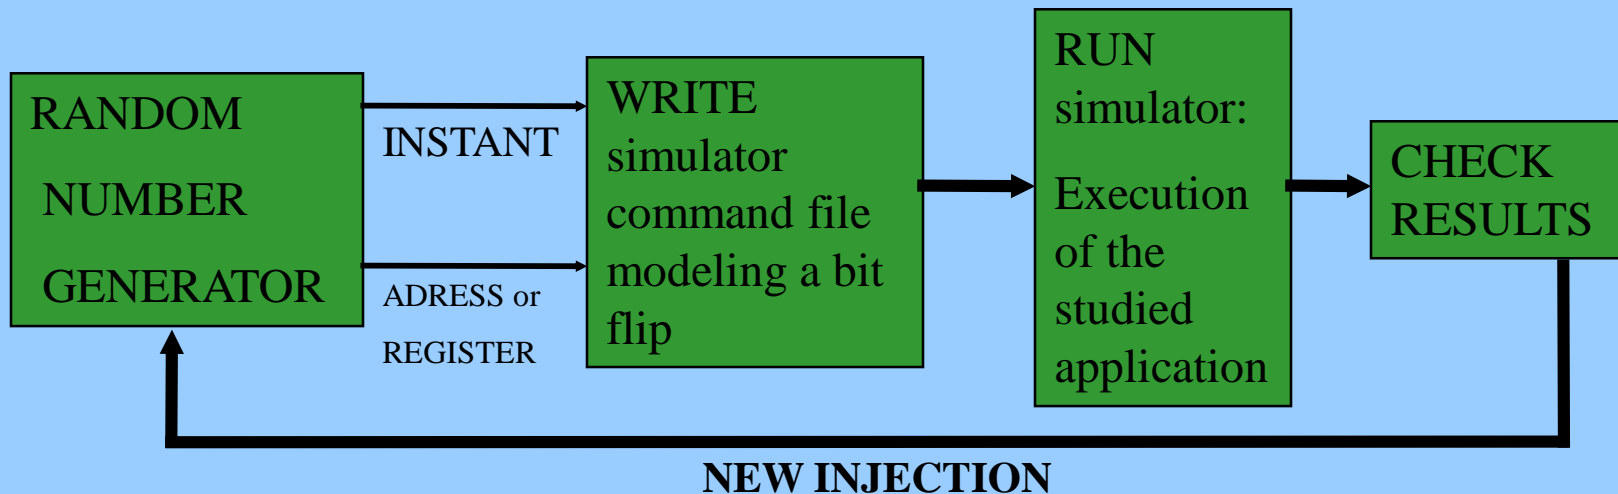 RANDOM
NUMBER
GENERATOR
INSTANT
ADRESS or
REGISTER
WRITE
simulator
command file
modeling a bit
flip
RUN
simulator:
Execution
of the
studied
application
CHECK
RESULTS
NEW INJECTION